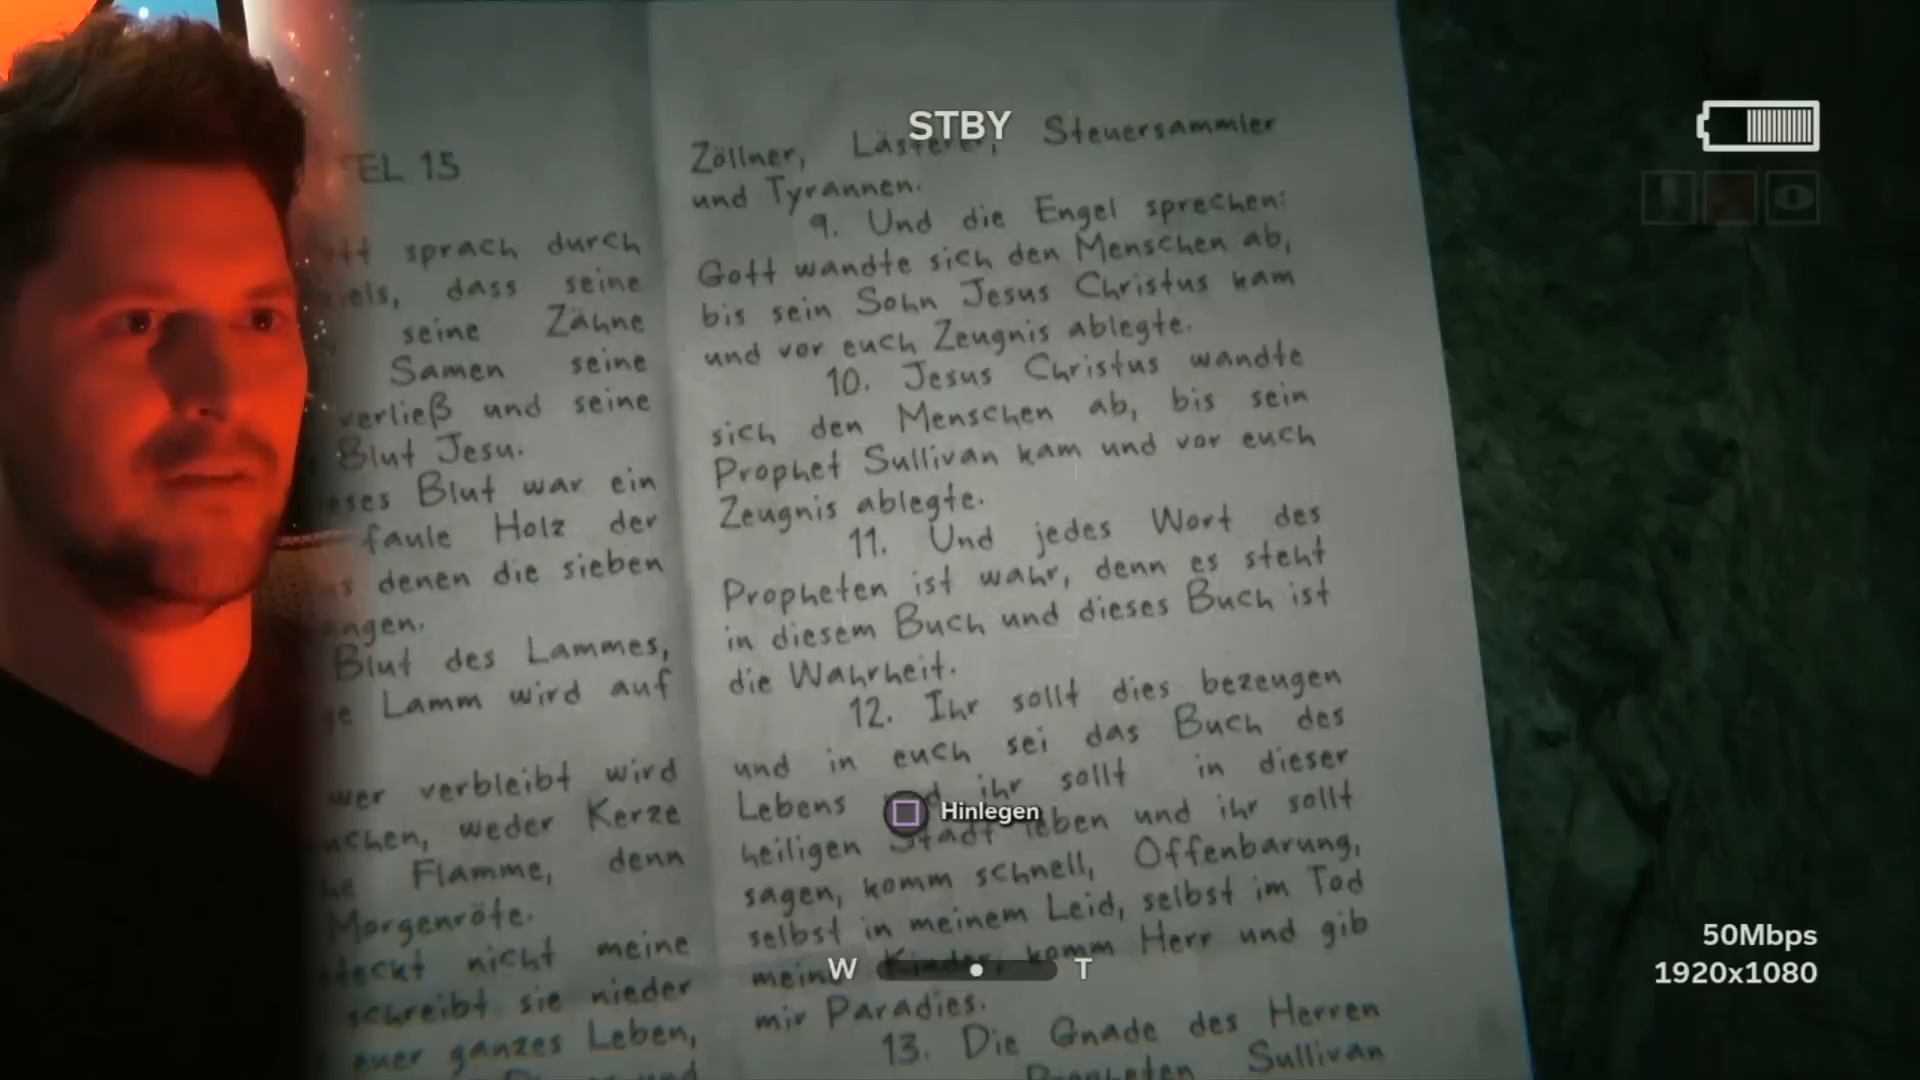 STBY
EL 15
sprach durch
dass seine
seine Zähne
Samen seine
verließ und seine
Blut Jesu.
Blut war ein
faule Holz der
denen die sieben
Blut des Lammes,
Lamm wird auf
wer verbleibt wird
weder Kerze
Flamme, denn
Morgenröte.
nicht meine
schreibt sie nieder
euer ganzes Leben,
und
Zöllner, Lästerer, Steuersammler
und Tyrannen.
9. Und die Engel sprechen:
Gott wandte sich den Menschen ab,
bis sein Sohn Jesus Christus kam
und vor euch Zeugnis ablegte.
10. Jesus Christus wandte
sich den Menschen ab, bis sein
Prophet Sullivan kam und vor euch
Zeugnis ablegte.
11. Und jedes Wort des
Propheten ist wahr, denn es steht
in diesem Buch und dieses Buch ist
die Wahrheit.
12. Ihr sollt dies bezeugen
und in euch sei das Buch des
Lebens und ihr sollt in dieser
heiligen Stadt leben und ihr sollt
sagen, komm schnell, Offenbarung,
selbst in meinem Leid, selbst im Tod
meiner Kinder, komm Herr und gib
mir Paradies.
13. Die Gnade des Herren
Propheten Sullivan
Hinlegen
W T
50Mbps
1920x1080